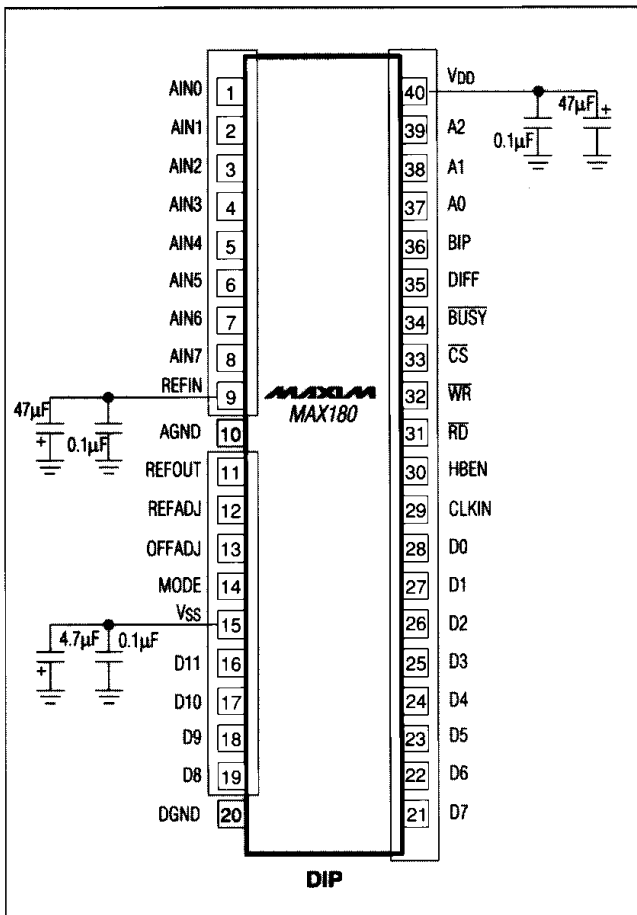 AIN0 1
AIN1 2
AIN2 3
AIN3 4
AIN4 5
AIN5 6
AIN6 7
AIN7 8
REFIN 9
47µF
0.1µF
AGND 10
REFOUT 11
REFADJ 12
OFFADJ 13
MODE 14
VSS 15
4.7µF 0.1µF
D11 16
D10 17
D9 18
D8 19
DGND 20
MAXIM
MAX180
40 VDD
47µF +
0.1µF
39 A2
38 A1
37 A0
36 BIP
35 DIFF
34 BUSY
33 CS
32 WR
31 RD
30 HBEN
29 CLKIN
28 D0
27 D1
26 D2
25 D3
24 D4
23 D5
22 D6
21 D7
DIP